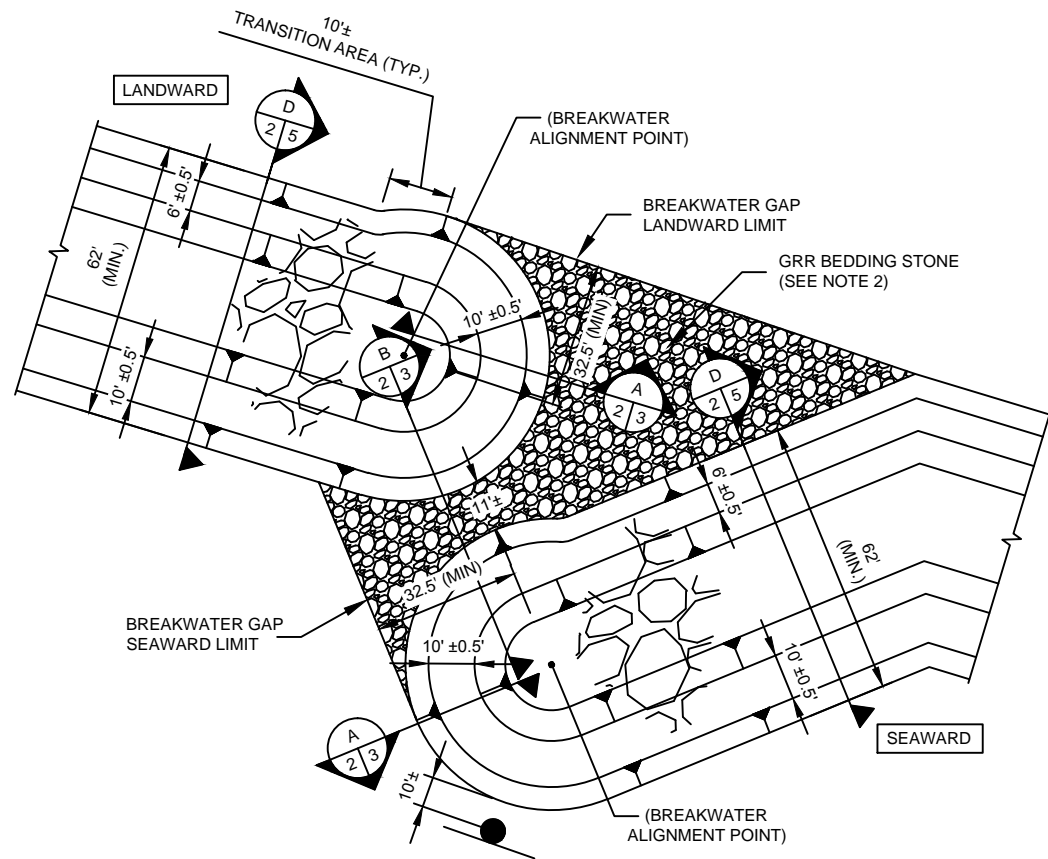 10'±
TRANSITION AREA (TYP.)
LANDWARD
D
2 5
(BREAKWATER
ALIGNMENT POINT)
6' ±0.5'
BREAKWATER GAP
LANDWARD LIMIT
GRR BEDDING STONE
(SEE NOTE 2)
62'
(MIN.)
10' ±0.5'
32.5' (MIN)
B
2 3
10' ±0.5'
A
2 3
D
2 5
6' ±0.5'
11'±
62'
(MIN.)
32.5' (MIN)
BREAKWATER GAP
SEAWARD LIMIT
10' ±0.5'
10' ±0.5'
A
2 3
SEAWARD
10'±
(BREAKWATER
ALIGNMENT POINT)